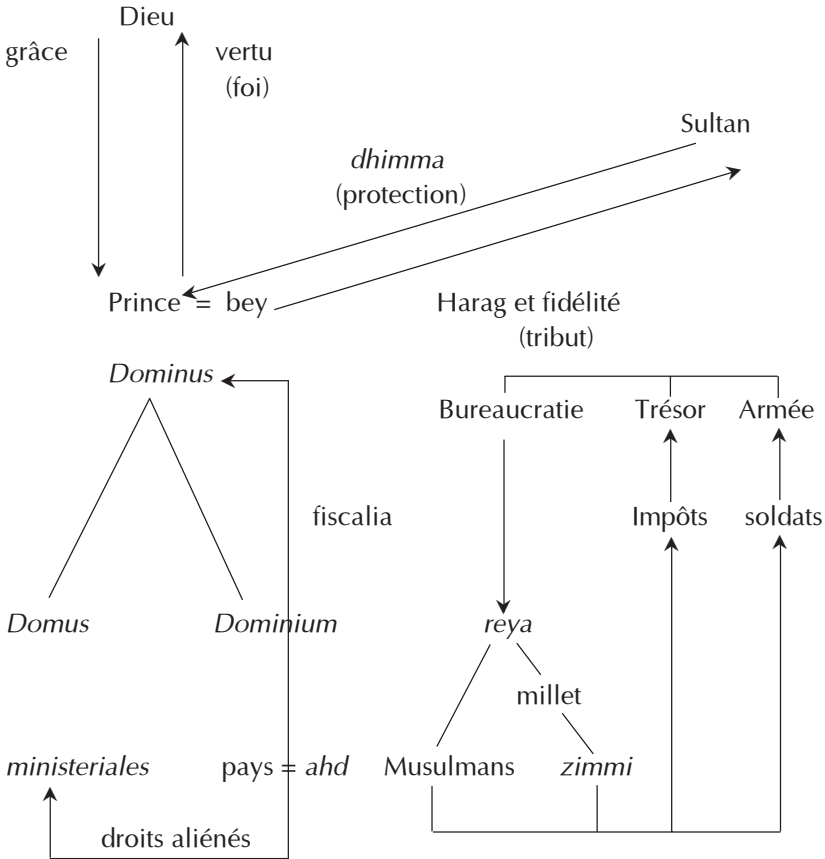 Dieu
grâce
vertu
(foi)
Sultan
dhimma
(protection)
Prince = bey
Harag et fidélité
(tribut)
Dominus
Bureaucratie
Trésor
Armée
fiscalia
Impôts
soldats
Domus
Dominium
reya
millet
ministeriales
pays = ahd
Musulmans
zimmi
droits aliénés